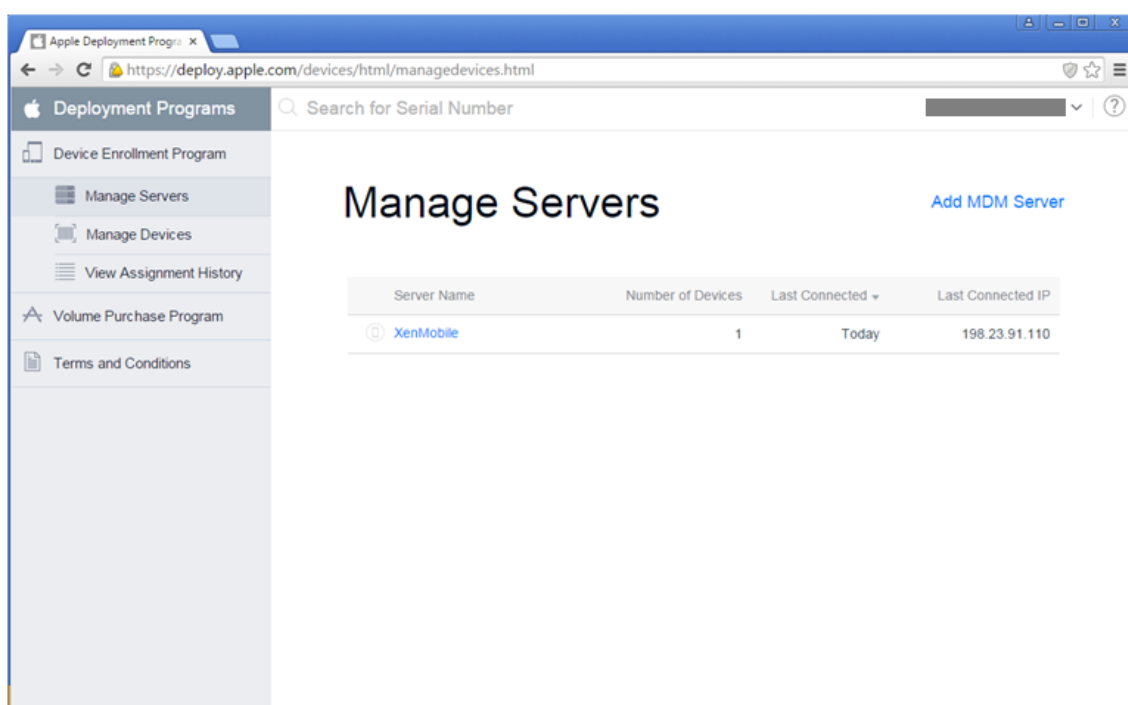 Apple Deployment Progra
https://deploy.apple.com/devices/html/managedevices.html
Deployment Programs
Search for Serial Number
Device Enrollment Program
Manage Servers
Manage Devices
View Assignment History
Volume Purchase Program
Terms and Conditions
Manage Servers
Add MDM Server
Server Name Number of Devices Last Connected Last Connected IP
XenMobile 1 Today 198.23.91.110